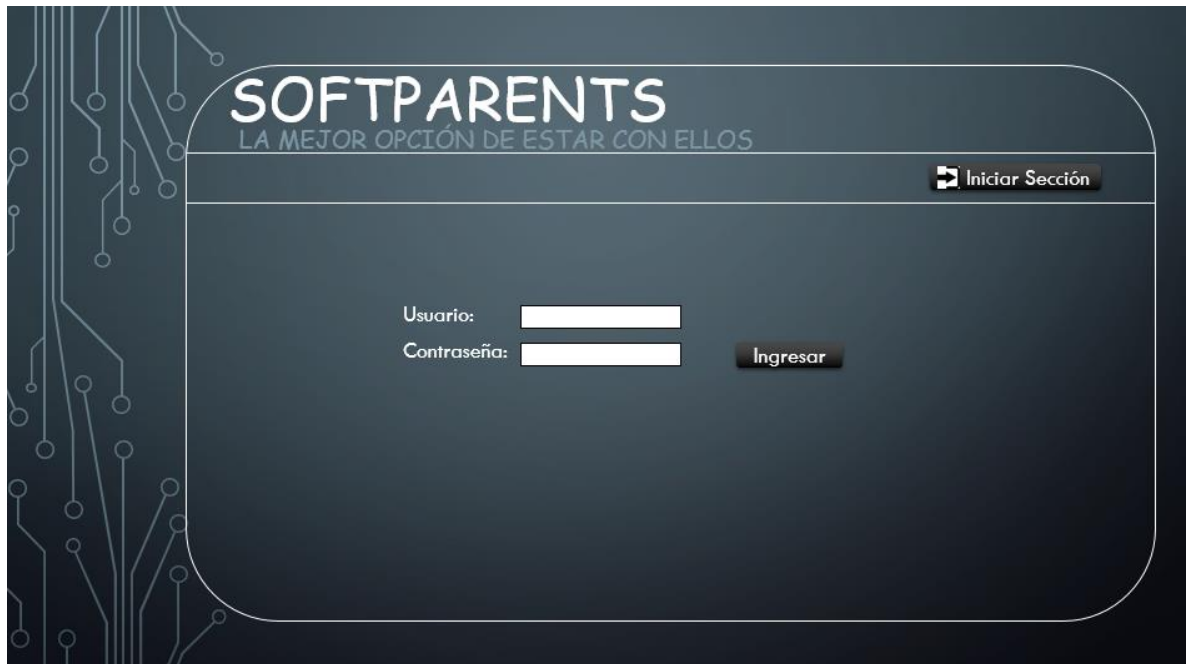 SOFTPARENTS
LA MEJOR OPCIÓN DE ESTAR CON ELLOS
Iniciar Sección
Usuario:
Contraseña:
Ingresar